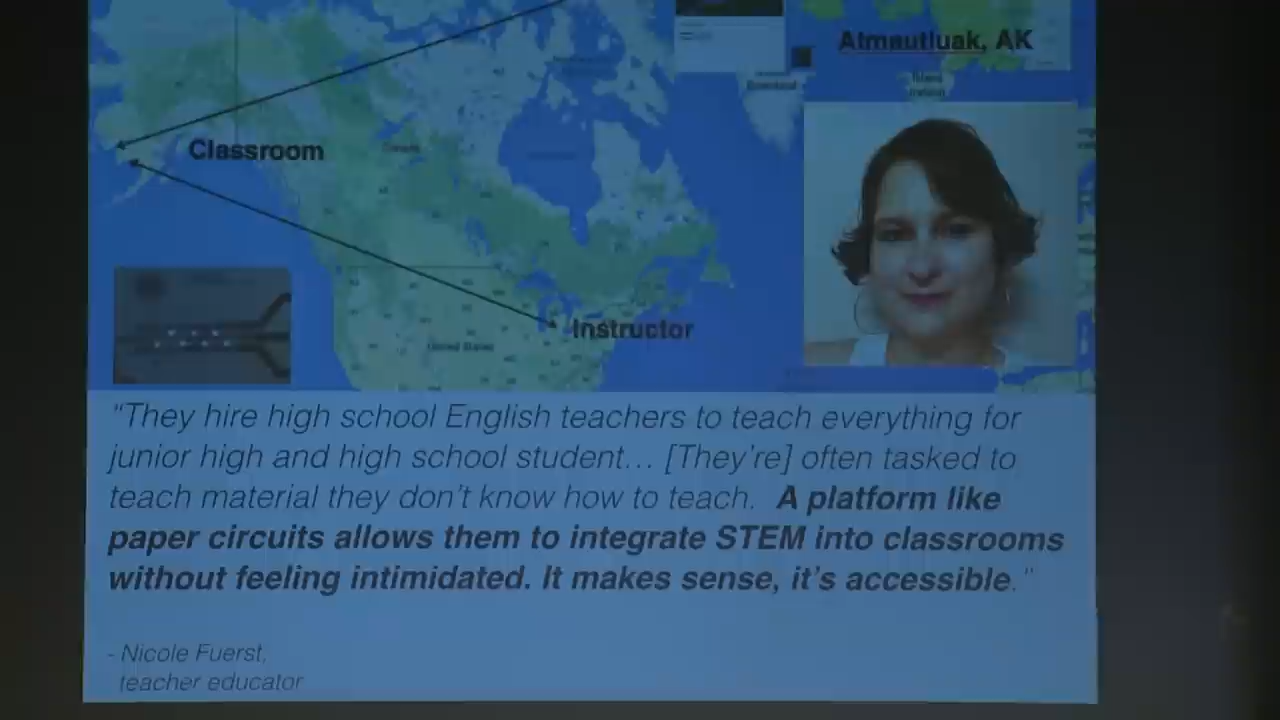 Atmautluak, AK
Classroom
Instructor
United States
"They hire high school English teachers to teach everything for
junior high and high school student... [They're] often tasked to
teach material they don't know how to teach. A platform like
paper circuits allows them to integrate STEM into classrooms
without feeling intimidated. It makes sense, it's accessible."
- Nicole Fuerst,
teacher educator